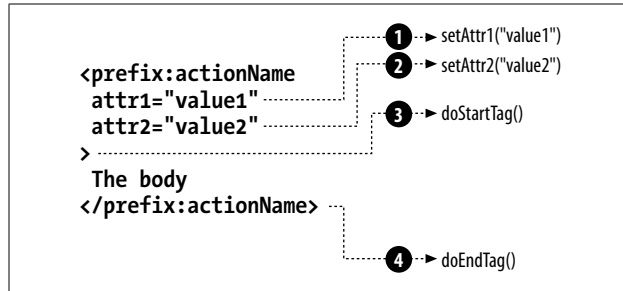 1 setAttr1("value1")
2 setAttr2("value2")
<prefix:actionName
attr1="value1"
attr2="value2"
3 doStartTag()
>
The body
</prefix:actionName>
4 doEndTag()